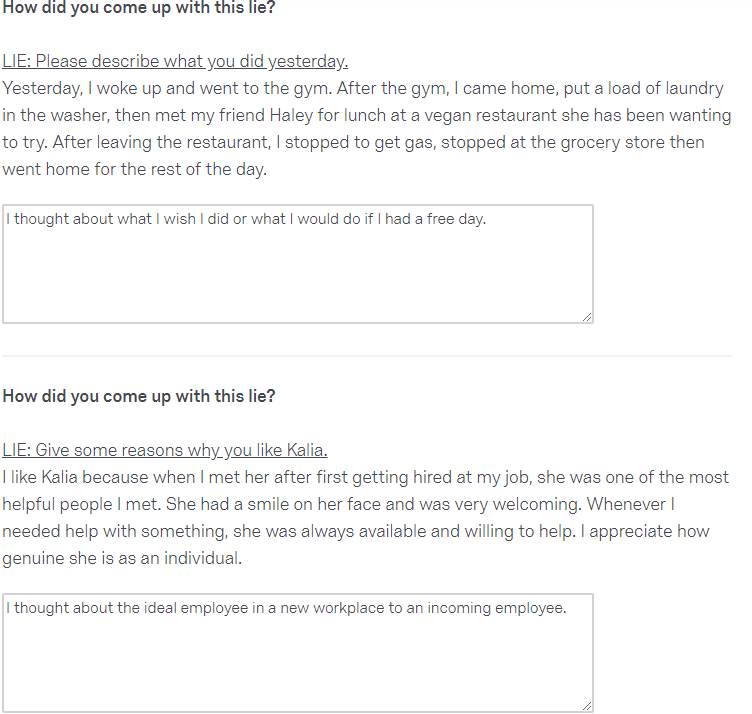 How did you come up with this lie?
LIE: Please describe what you did yesterday.
Yesterday, I woke up and went to the gym. After the gym, I came home, put a load of laundry
in the washer, then met my friend Haley for lunch at a vegan restaurant she has been wanting
to try. After leaving the restaurant, I stopped to get gas, stopped at the grocery store then
went home for the rest of the day.
I thought about what I wish I did or what I would do if I had a free day.
How did you come up with this lie?
LIE: Give some reasons why you like Kalia.
I like Kalia because when I met her after first getting hired at my job, she was one of the most
helpful people I met. She had a smile on her face and was very welcoming. Whenever I
needed help with something, she was always available and willing to help. I appreciate how
genuine she is as an individual.
I thought about the ideal employee in a new workplace to an incoming employee.